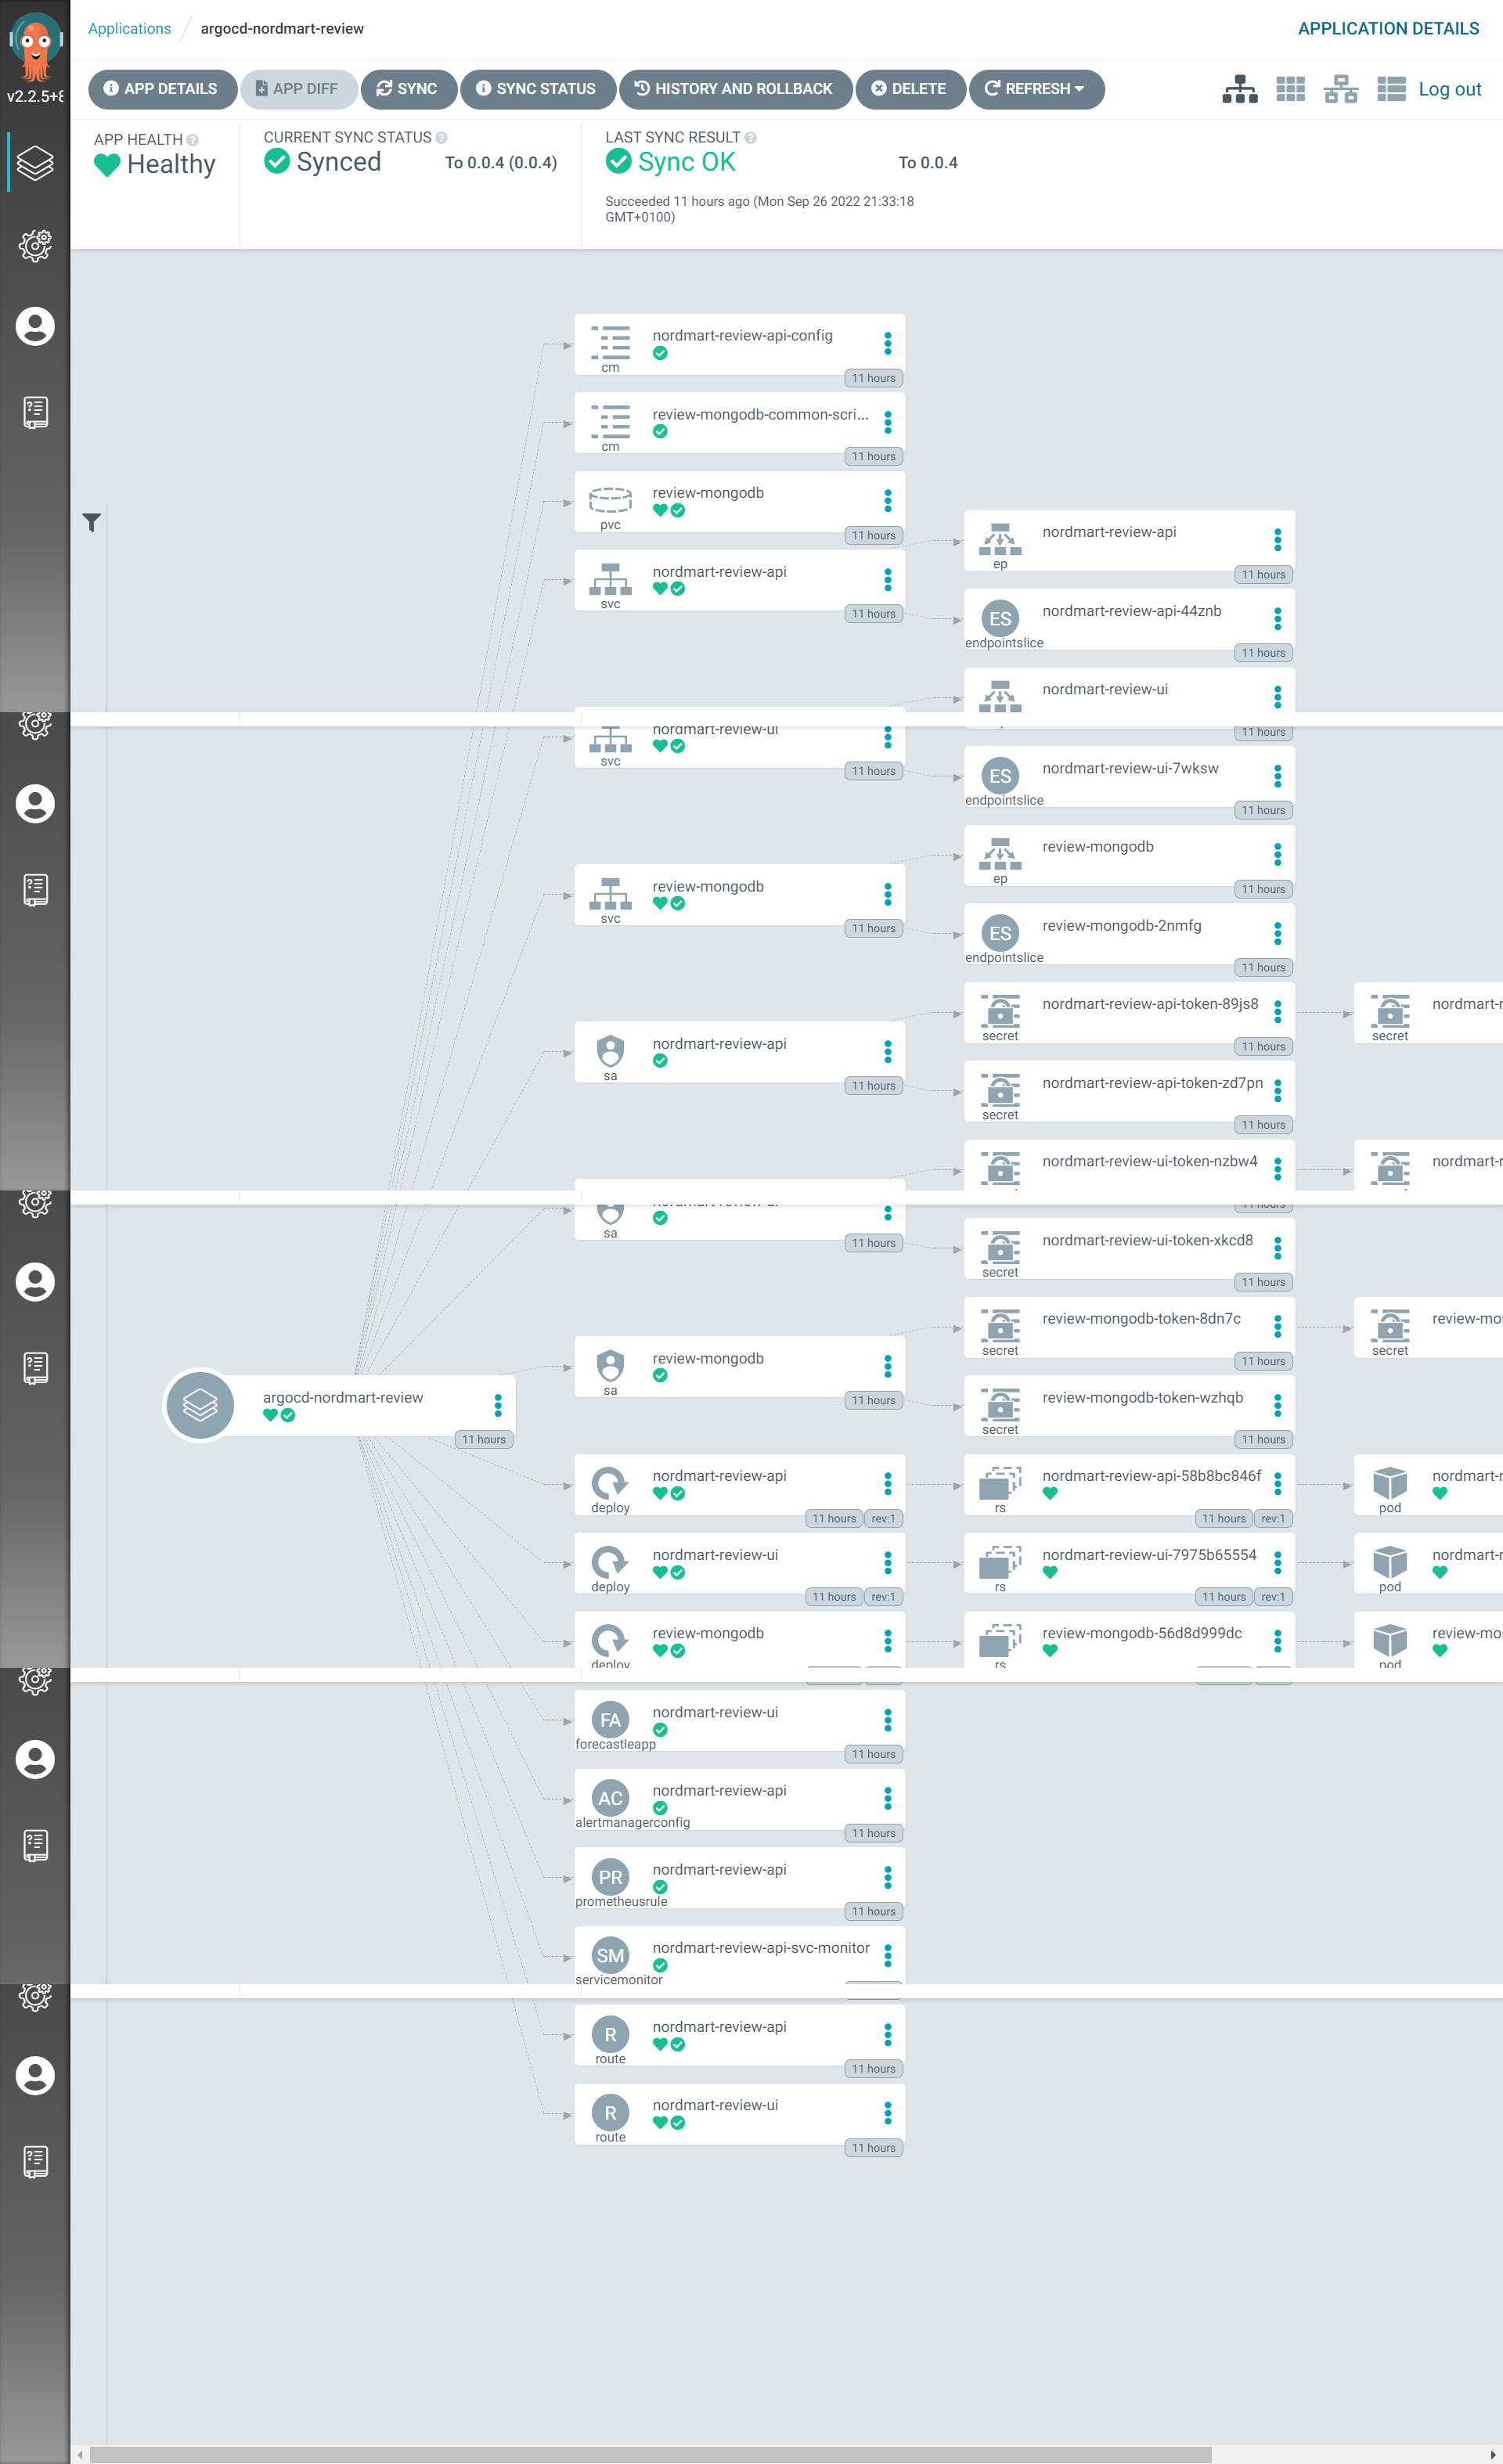 Applications
argocd-nordmart-review
APPLICATION DETAILS
v2.2.5+8
APP DETAILS
APP DIFF
SYNC
SYNC STATUS
HISTORY AND ROLLBACK
DELETE
REFRESH
Log out
APP HEALTH
Healthy
CURRENT SYNC STATUS
Synced
To 0.0.4 (0.0.4)
LAST SYNC RESULT
Sync OK
To 0.0.4
Succeeded 11 hours ago (Mon Sep 26 2022 21:33:18
GMT+0100)
nordmart-review-api-config
cm
11 hours
review-mongodb-common-scri...
cm
11 hours
review-mongodb
pvc
11 hours
nordmart-review-api
ep
11 hours
nordmart-review-api
svc
11 hours
nordmart-review-api-44znb
ES
endpointslice
11 hours
nordmart-review-ui
11 hours
nordmart-review-ui
svc
11 hours
nordmart-review-ui-7wksw
ES
endpointslice
11 hours
review-mongodb
ep
11 hours
review-mongodb
svc
11 hours
review-mongodb-2nmfg
ES
endpointslice
11 hours
nordmart-review-api-token-89js8
secret
11 hours
nordmart-r
secret
nordmart-review-api
sa
11 hours
nordmart-review-api-token-zd7pn
secret
11 hours
nordmart-review-ui-token-nzbw4
nordmart-r
11 hours
sa
11 hours
nordmart-review-ui-token-xkcd8
secret
11 hours
review-mongodb-token-8dn7c
secret
11 hours
review-mo
secret
review-mongodb
sa
11 hours
review-mongodb-token-wzhqb
secret
11 hours
argocd-nordmart-review
11 hours
nordmart-review-api
deploy
11 hours
rev:1
nordmart-review-api-58b8bc846f
rs
11 hours
rev:1
nordmart-r
pod
nordmart-review-ui
deploy
11 hours
rev:1
nordmart-review-ui-7975b65554
rs
11 hours
rev:1
nordmart-r
pod
review-mongodb
deploy
review-mongodb-56d8d999dc
rs
review-mo
pod
nordmart-review-ui
FA
forecastleapp
11 hours
nordmart-review-api
AC
alertmanagerconfig
11 hours
nordmart-review-api
PR
prometheusrule
11 hours
nordmart-review-api-svc-monitor
SM
servicemonitor
nordmart-review-api
R
route
11 hours
nordmart-review-ui
R
route
11 hours